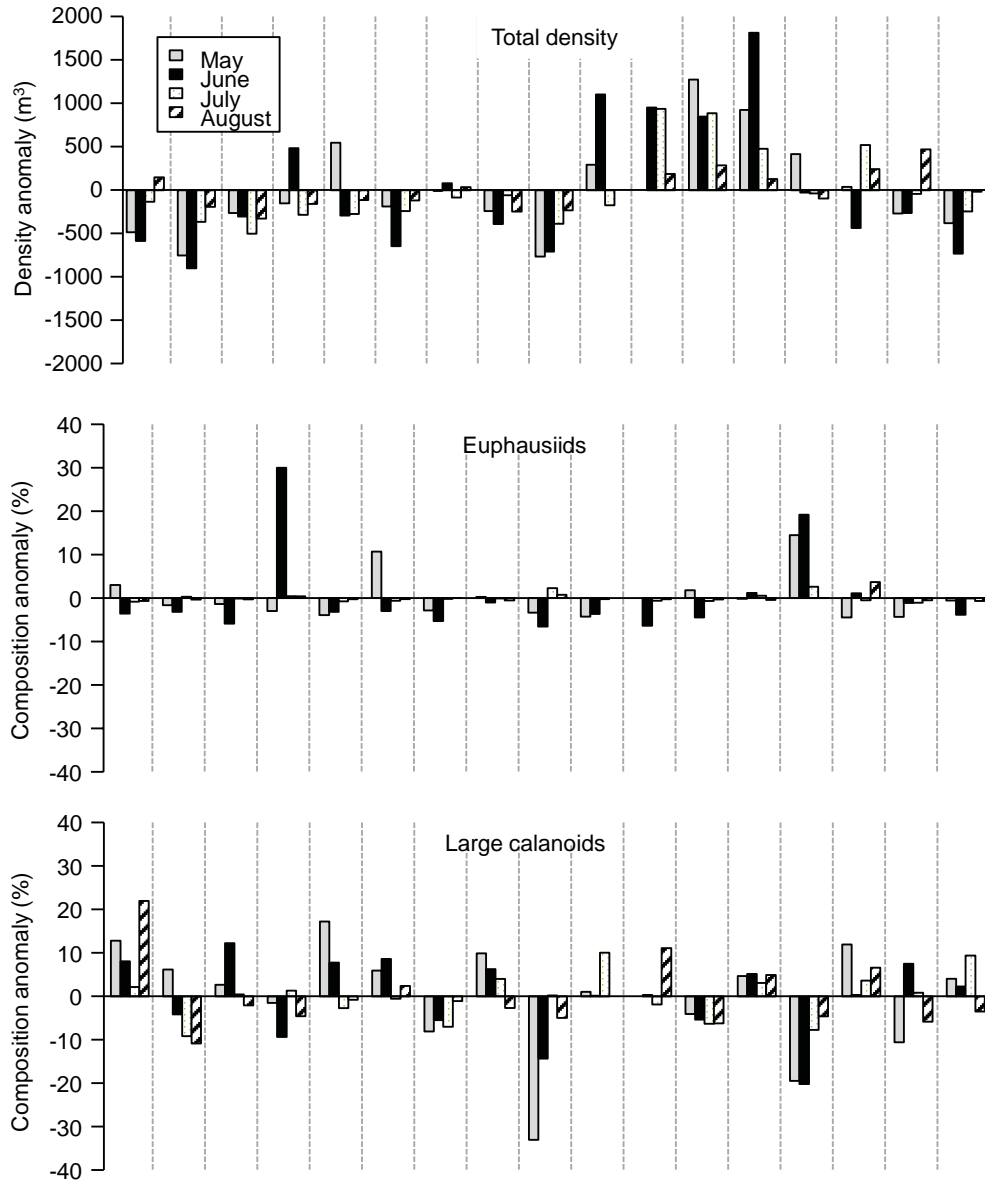 Total density
May
June
July
August
Density anomaly (m³)
2000
1500
1000
500
0
-500
-1000
-1500
-2000
Euphausiids
Composition anomaly (%)
40
30
20
10
0
-10
-20
-30
-40
Large calanoids
Composition anomaly (%)
40
30
20
10
0
-10
-20
-30
-40